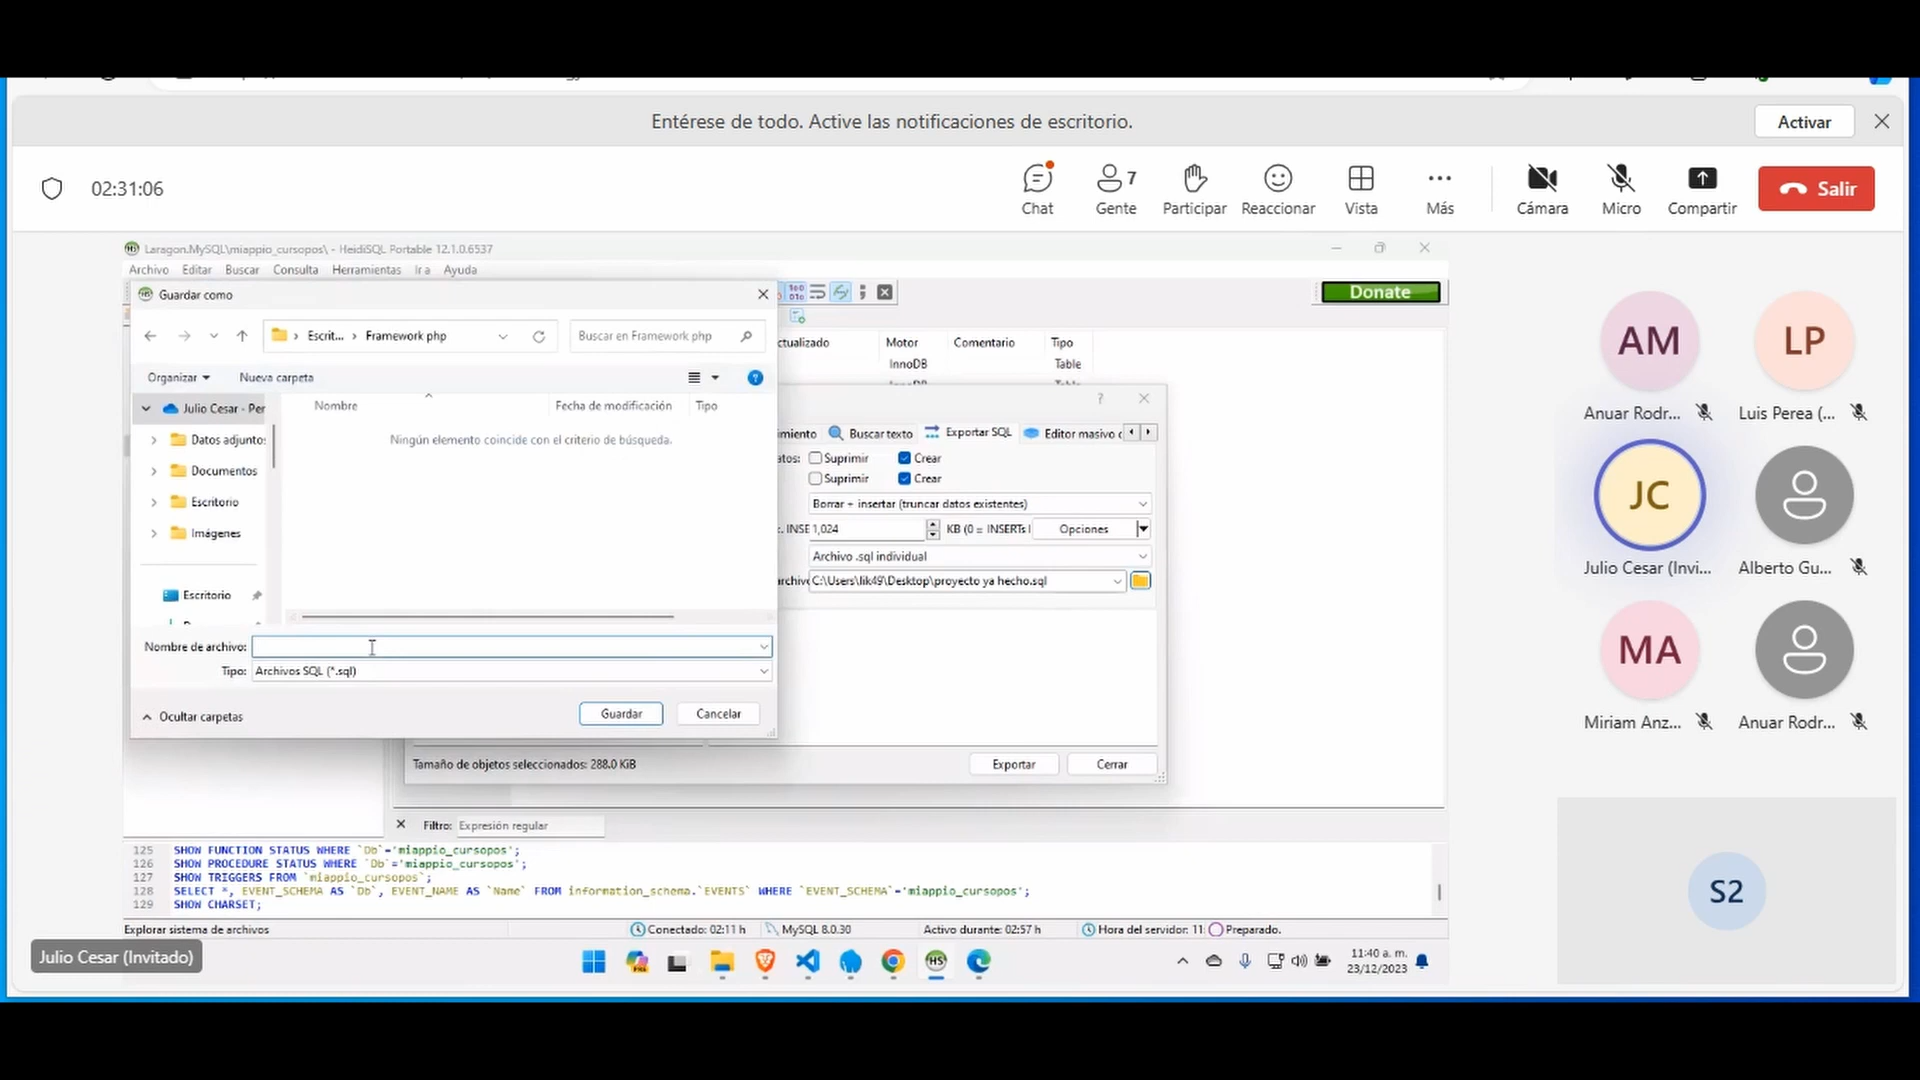 Entérese de todo. Active las notificaciones de escritorio.
Activar
02:31:06
Chat
7
Gente
Participar
Reaccionar
Vista
Más
Cámara
Micro
Compartir
Salir
Laragon.MySQL\miappio_cursopos\ - HeidiSQL Portable 12.1.0.6537
Archivo Editar Buscar Consulta Herramientas Ir a Ayuda
Donate
Guardar como
Escrit... > Framework php
Buscar en Framework php
Organizar
Nueva carpeta
Julio Cesar - Per
Datos adjuntos
Documentos
Escritorio
Imágenes
Escritorio
Nombre
Fecha de modificación
Tipo
Ningún elemento coincide con el criterio de búsqueda.
Nombre de archivo:
Tipo: Archivos SQL (*.sql)
Ocultar carpetas
Guardar
Cancelar
ctualizado
Motor
Comentario
Tipo
InnoDB
Table
imiento
Buscar texto
Exportar SQL
Editor masivo c
atos:
Suprimir
Crear
Suprimir
Crear
Borrar + insertar (truncar datos existentes)
. INSE 1,024
KB (0 = INSERTs i
Opciones
Archivo .sql individual
archivo
C:\Users\lik49\Desktop\proyecto ya hecho.sql
Tamaño de objetos seleccionados: 288.0 KiB
Exportar
Cerrar
Filtro: Expresión regular
125 SHOW FUNCTION STATUS WHERE `Db`='miappio_cursopos';
126 SHOW PROCEDURE STATUS WHERE `Db`='miappio_cursopos';
127 SHOW TRIGGERS FROM `miappio_cursopos`;
128 SELECT *, EVENT_SCHEMA AS `Db`, EVENT_NAME AS `Name` FROM information_schema.`EVENTS` WHERE `EVENT_SCHEMA`='miappio_cursopos';
129 SHOW CHARSET;
Explorar sistema de archivos
Conectado: 02:11 h
MySQL 8.0.30
Activo durante: 02:57 h
Hora del servidor: 11:
Preparado.
Julio Cesar (Invitado)
HS
11:40 a. m.
23/12/2023
AM
Anuar Rodr...
LP
Luis Perea (...
JC
Julio Cesar (Invi...
Alberto Gu...
MA
Miriam Anz...
Anuar Rodr...
S2